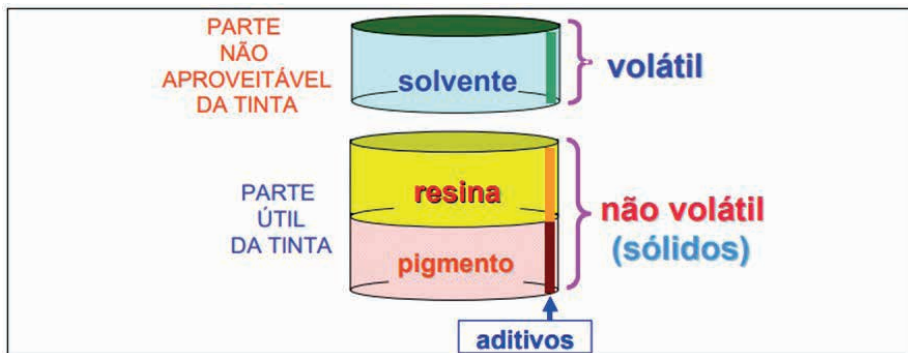 PARTE
NÃO
APROVEITÁVEL
DA TINTA
solvente
volátil
PARTE
ÚTIL
DA TINTA
resina
pigmento
não volátil
(sólidos)
aditivos